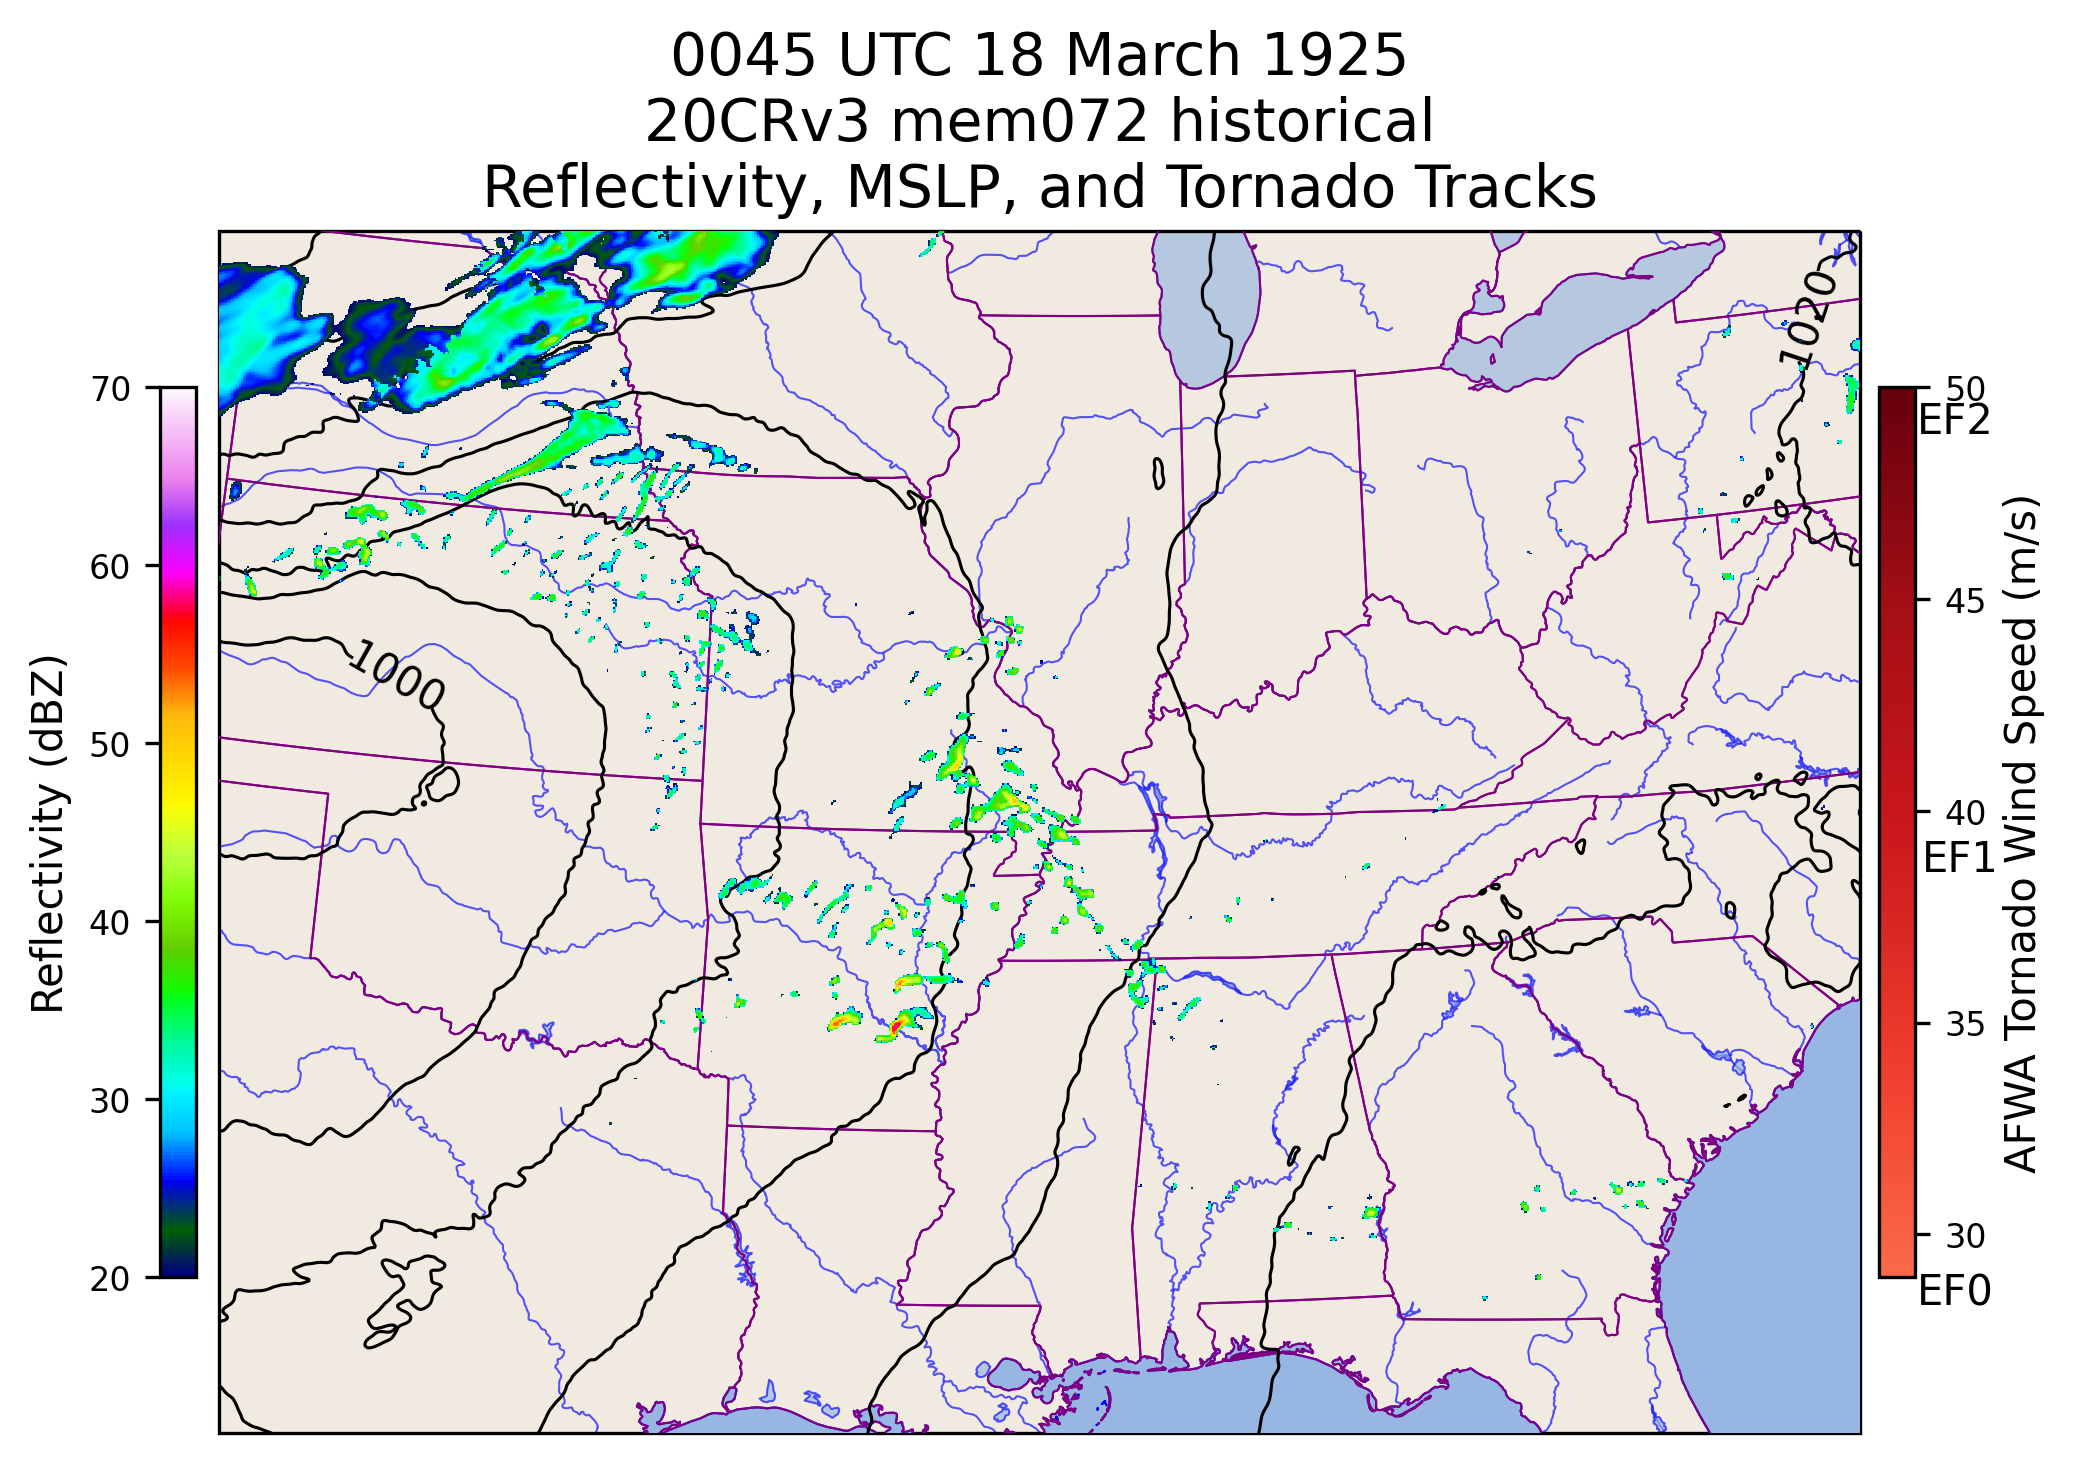 0045 UTC 18 March 1925
20CRv3 mem072 historical
Reflectivity, MSLP, and Tornado Tracks
1020
1000
70
60
50
40
30
20
Reflectivity (dBZ)
50
EF2
45
40
EF1
35
30
EF0
AFWA Tornado Wind Speed (m/s)